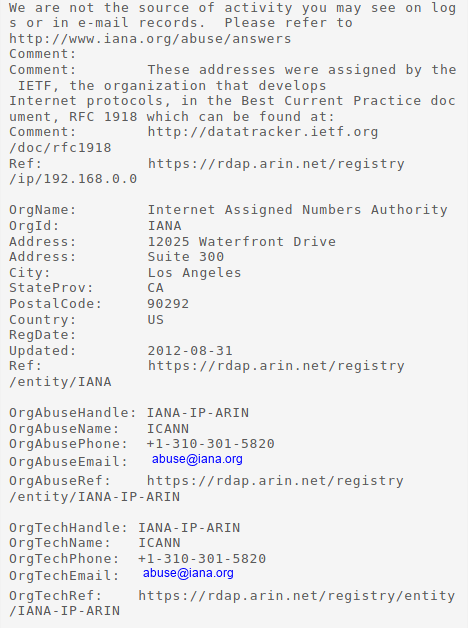 We are not the source of activity you may see on log
s or in e-mail records.  Please refer to
http://www.iana.org/abuse/answers
Comment:
Comment:        These addresses were assigned by the
 IETF, the organization that develops
Internet protocols, in the Best Current Practice doc
ument, RFC 1918 which can be found at:
Comment:        http://datatracker.ietf.org
/doc/rfc1918
Ref:            https://rdap.arin.net/registry
/ip/192.168.0.0

OrgName:        Internet Assigned Numbers Authority
OrgId:          IANA
Address:        12025 Waterfront Drive
Address:        Suite 300
City:           Los Angeles
StateProv:      CA
PostalCode:     90292
Country:        US
RegDate:
Updated:        2012-08-31
Ref:            https://rdap.arin.net/registry
/entity/IANA

OrgAbuseHandle: IANA-IP-ARIN
OrgAbuseName:   ICANN
OrgAbusePhone:  +1-310-301-5820
OrgAbuseEmail:  abuse@iana.org
OrgAbuseRef:    https://rdap.arin.net/registry
/entity/IANA-IP-ARIN

OrgTechHandle: IANA-IP-ARIN
OrgTechName:   ICANN
OrgTechPhone:  +1-310-301-5820
OrgTechEmail:  abuse@iana.org
OrgTechRef:    https://rdap.arin.net/registry/entity
/IANA-IP-ARIN